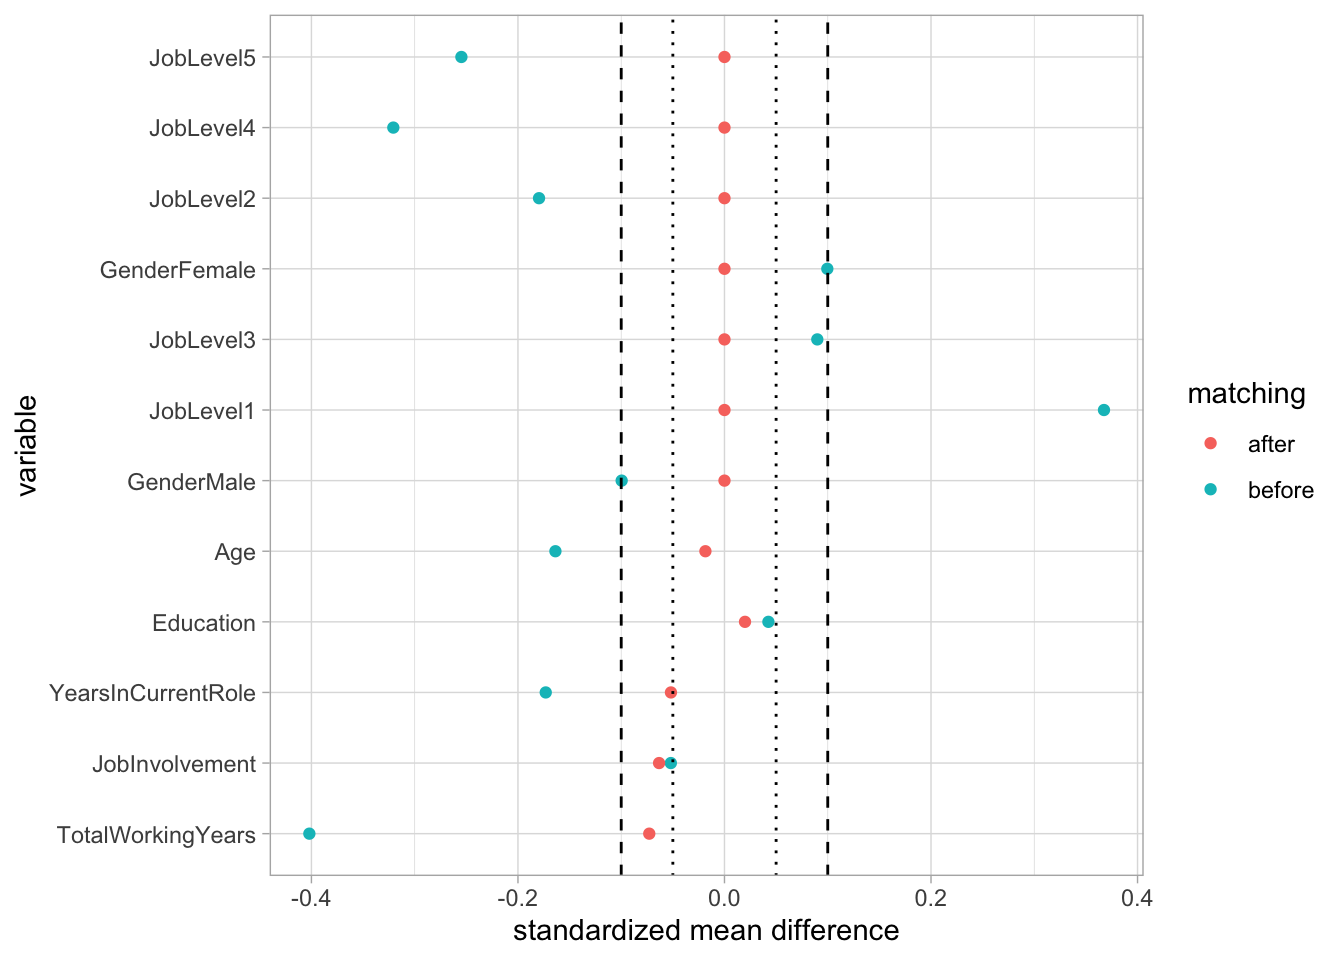 JobLevel5
JobLevel4
JobLevel2
GenderFemale
JobLevel3
JobLevel1
GenderMale
Age
Education
YearsInCurrentRole
JobInvolvement
TotalWorkingYears
variable
-0.4 -0.2 0.0 0.2 0.4
standardized mean difference
matching
after
before